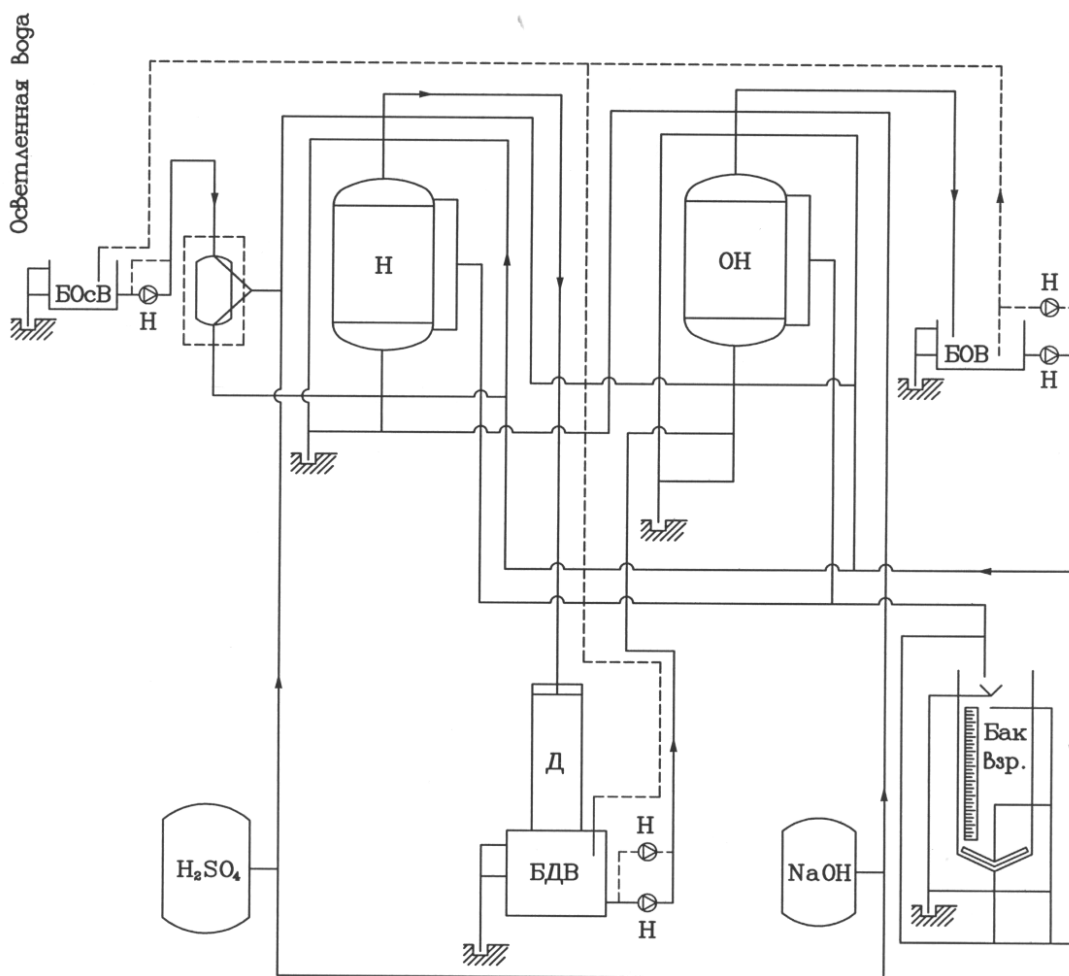 Осветленная вода
БОсВ
Н
Н
ОН
БОВ
Н
Н
Д
БДВ
Н
Н
H₂SO₄
NaOH
Бак
взр.